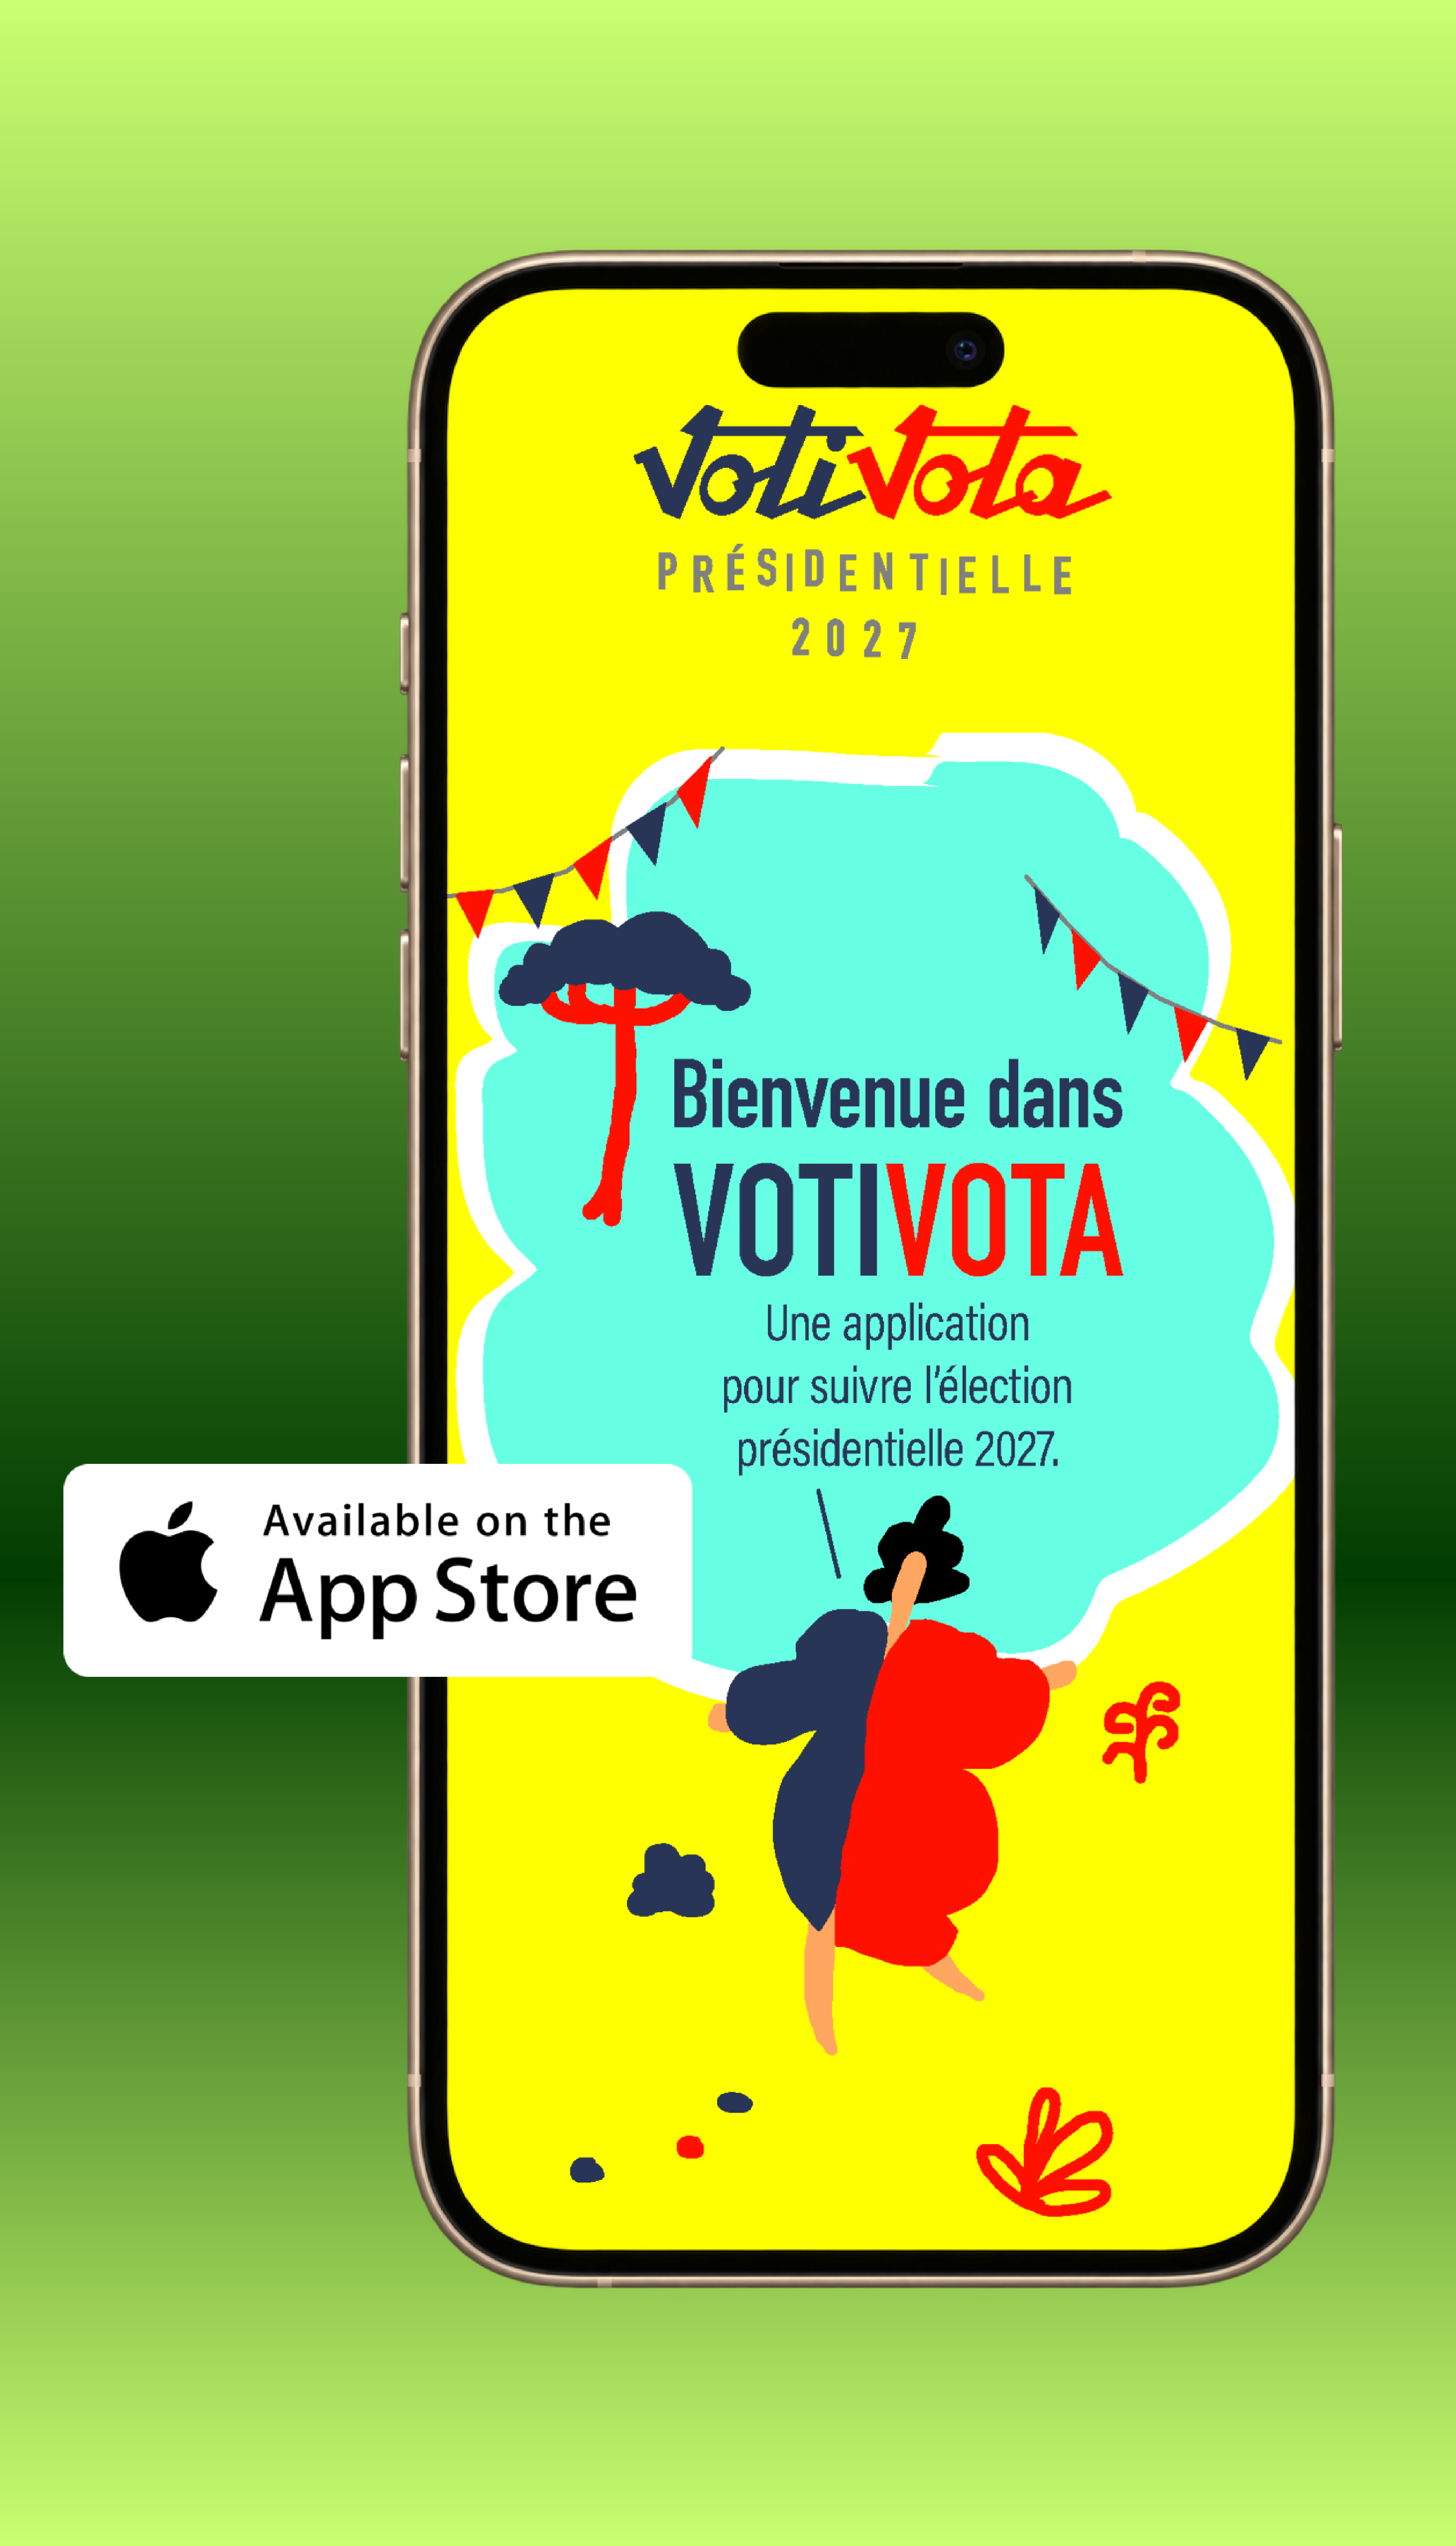 VotiVota
PRÉSIDENTIELLE
2027
Bienvenue dans
VOTIVOTA
Une application
pour suivre l'élection
présidentielle 2027.
Available on the
App Store